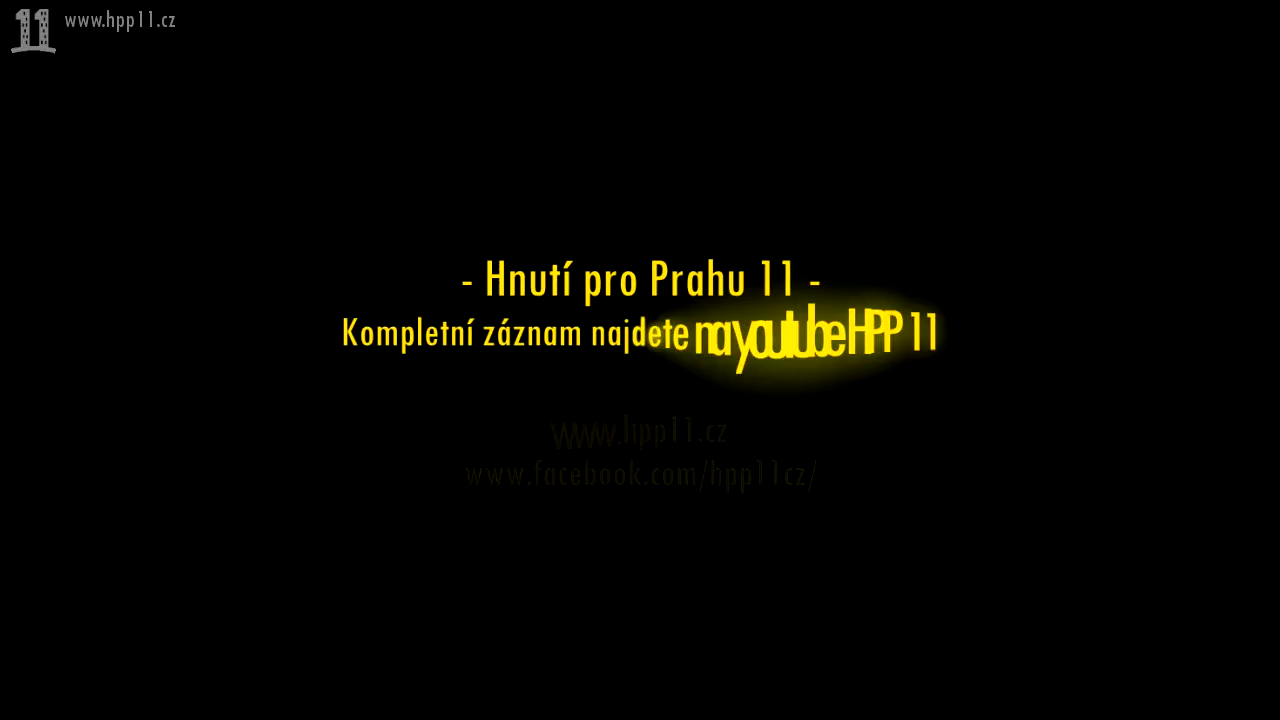 11 www.hpp11.cz
- Hnutí pro Prahu 11 -
Kompletní záznam najdete na youtube HPP 11
www.hpp11.cz
www.facebook.com/hpp11cz/